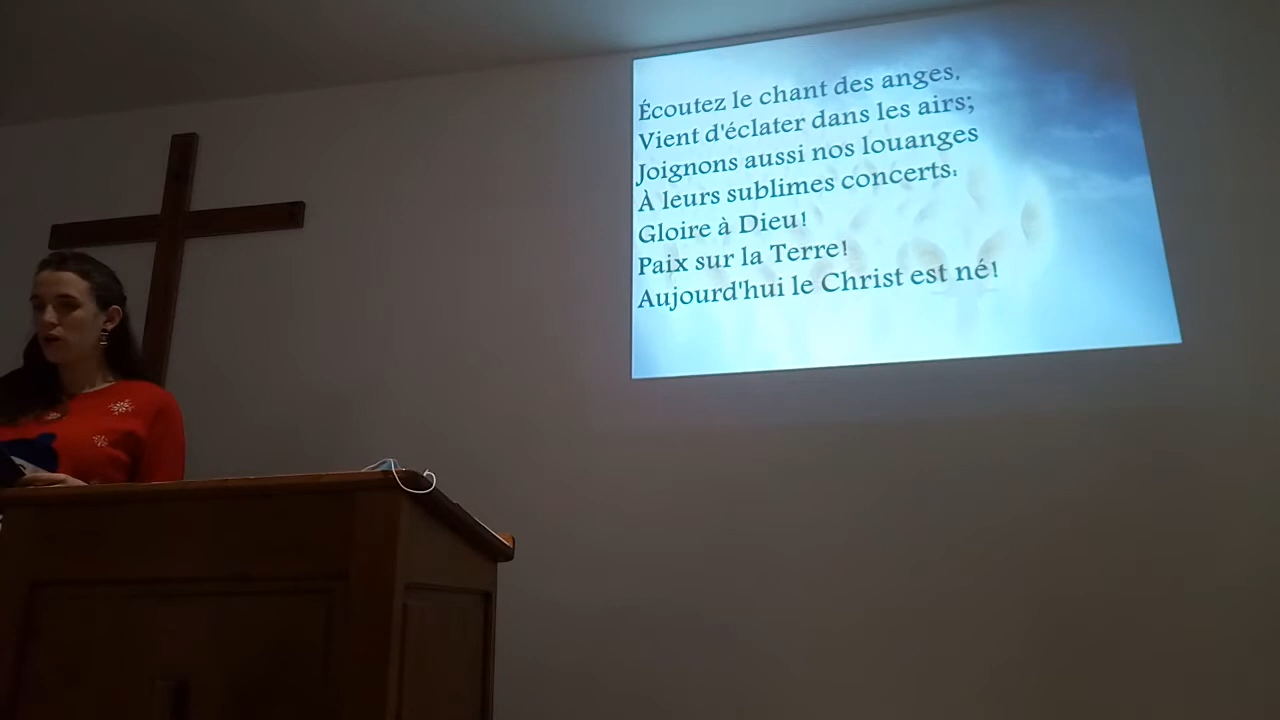 Écoutez le chant des anges,
Vient d'éclater dans les airs;
Joignons aussi nos louanges
À leurs sublimes concerts:
Gloire à Dieu!
Paix sur la Terre!
Aujourd'hui le Christ est né!